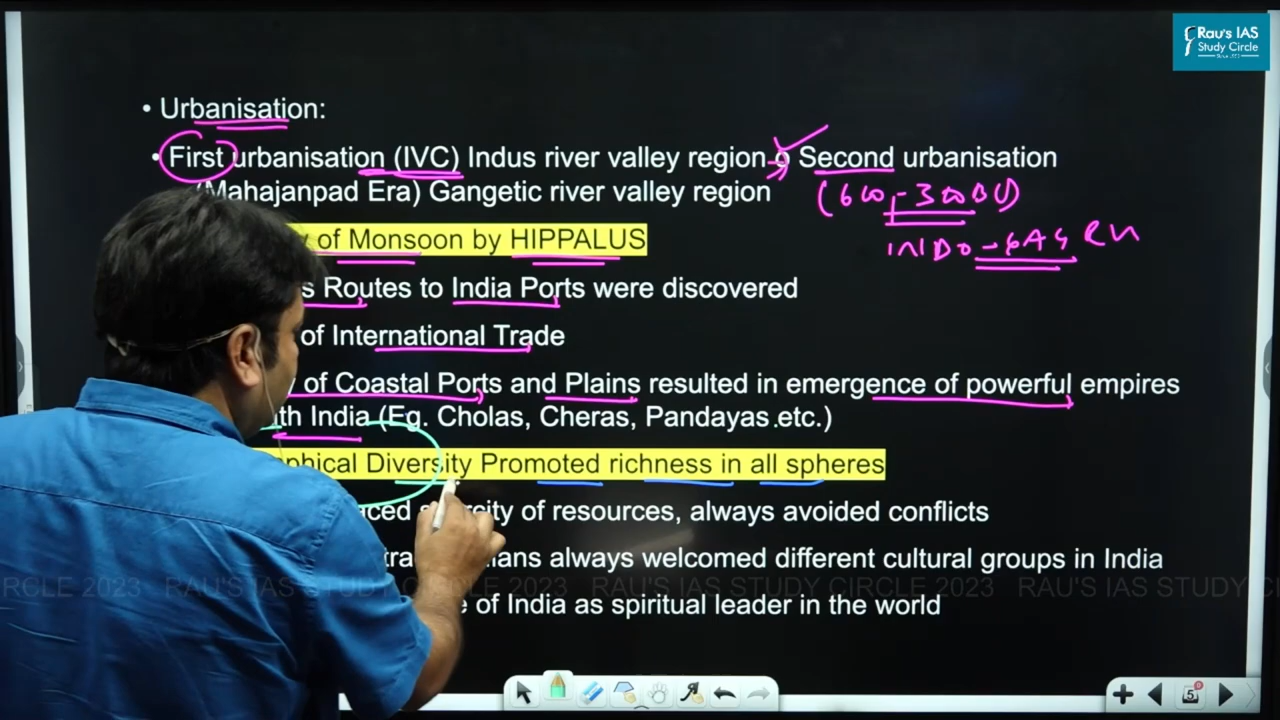 Rau's IAS
Study Circle
• Urbanisation:
• First urbanisation (IVC) Indus river valley region Second urbanisation
(Mahajanpad Era) Gangetic river valley region
of Monsoon by HIPPALUS
Routes to India Ports were discovered
of International Trade
of Coastal Ports and Plains resulted in emergence of powerful empires
India (Eg. Cholas, Cheras, Pandayas.etc.)
Diversity Promoted richness in all spheres
of resources, always avoided conflicts
always welcomed different cultural groups in India
of India as spiritual leader in the world
CIRCLE 2023 RAU'S IAS STUDY CIRCLE 2023 RAU'S IAS STUDY CIRCLE 2023 RAU'S IAS STUDY
5